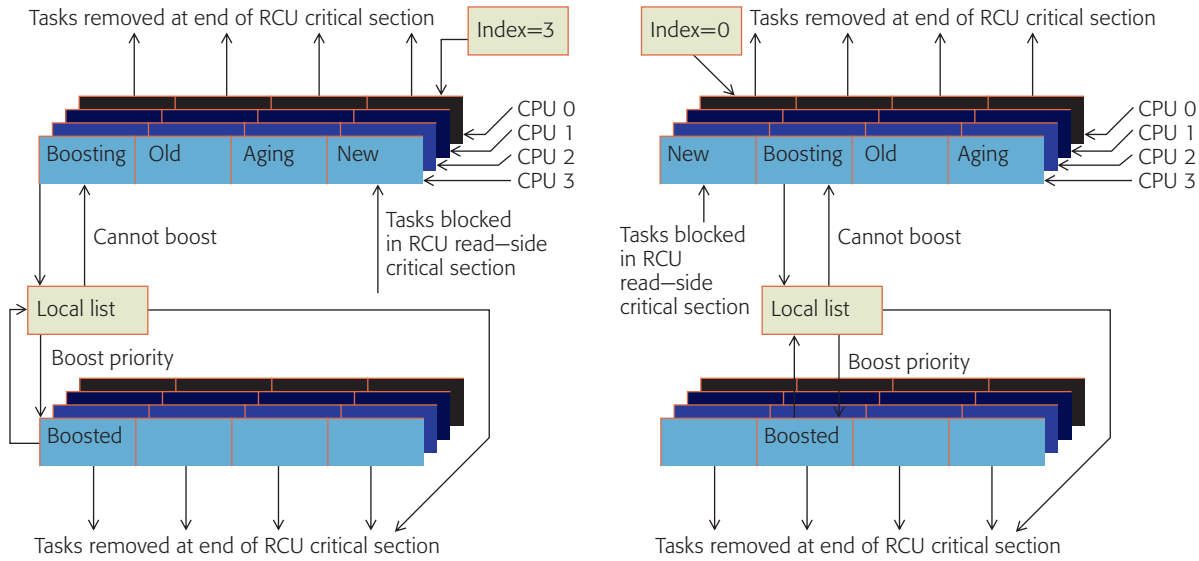 Tasks removed at end of RCU critical section
Index=3
CPU 0
CPU 1
CPU 2
CPU 3
Boosting Old Aging New
Cannot boost
Tasks blocked
in RCU read—side
critical section
Local list
Boost priority
Boosted
Tasks removed at end of RCU critical section
Index=0
Tasks removed at end of RCU critical section
CPU 0
CPU 1
CPU 2
CPU 3
New Boosting Old Aging
Tasks blocked
in RCU
read—side
critical section
Cannot boost
Local list
Boost priority
Boosted
Tasks removed at end of RCU critical section